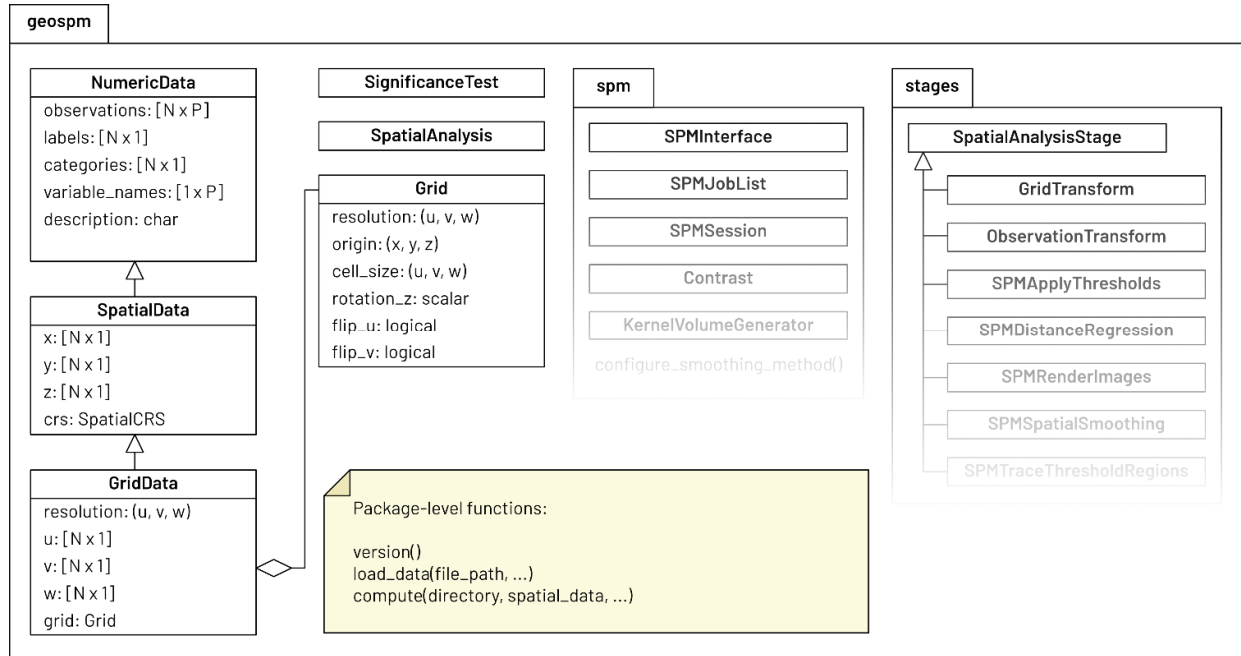 geospm
NumericData
observations: [N x P]
labels: [N x 1]
categories: [N x 1]
variable_names: [1 x P]
description: char
SpatialData
x: [N x 1]
y: [N x 1]
z: [N x 1]
crs: SpatialCRS
GridData
resolution: (u, v, w)
u: [N x 1]
v: [N x 1]
w: [N x 1]
grid: Grid
SignificanceTest
SpatialAnalysis
Grid
resolution: (u, v, w)
origin: (x, y, z)
cell_size: (u, v, w)
rotation_z: scalar
flip_u: logical
flip_v: logical
Package-level functions:
version()
load_data(file_path, ...)
compute(directory, spatial_data, ...)
spm
SPMInterface
SPMJobList
SPMSession
Contrast
KernelVolumeGenerator
configure_smoothing_method()
stages
SpatialAnalysisStage
GridTransform
ObservationTransform
SPMApplyThresholds
SPMDistanceRegression
SPMRenderImages
SPMSpatialSmoothing
SPMTraceThresholdRegions